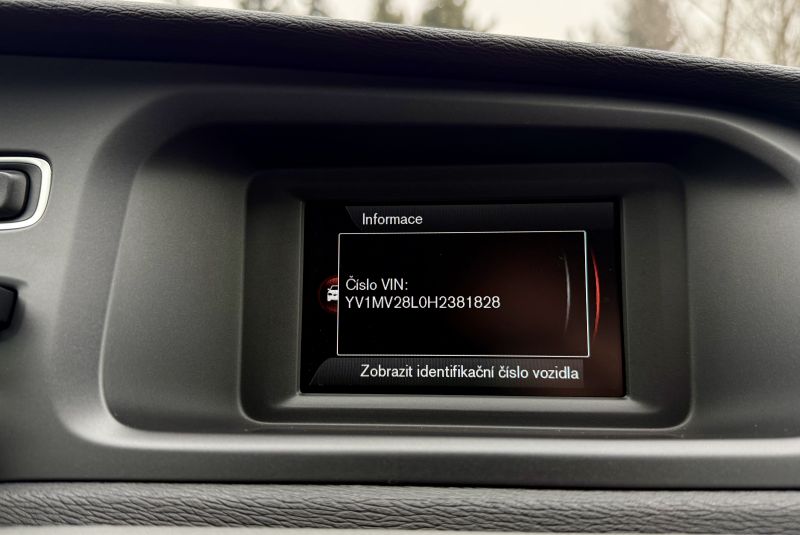 Informace
Číslo VIN:
YV1MV28L0H2381828
Zobrazit identifikační číslo vozidla